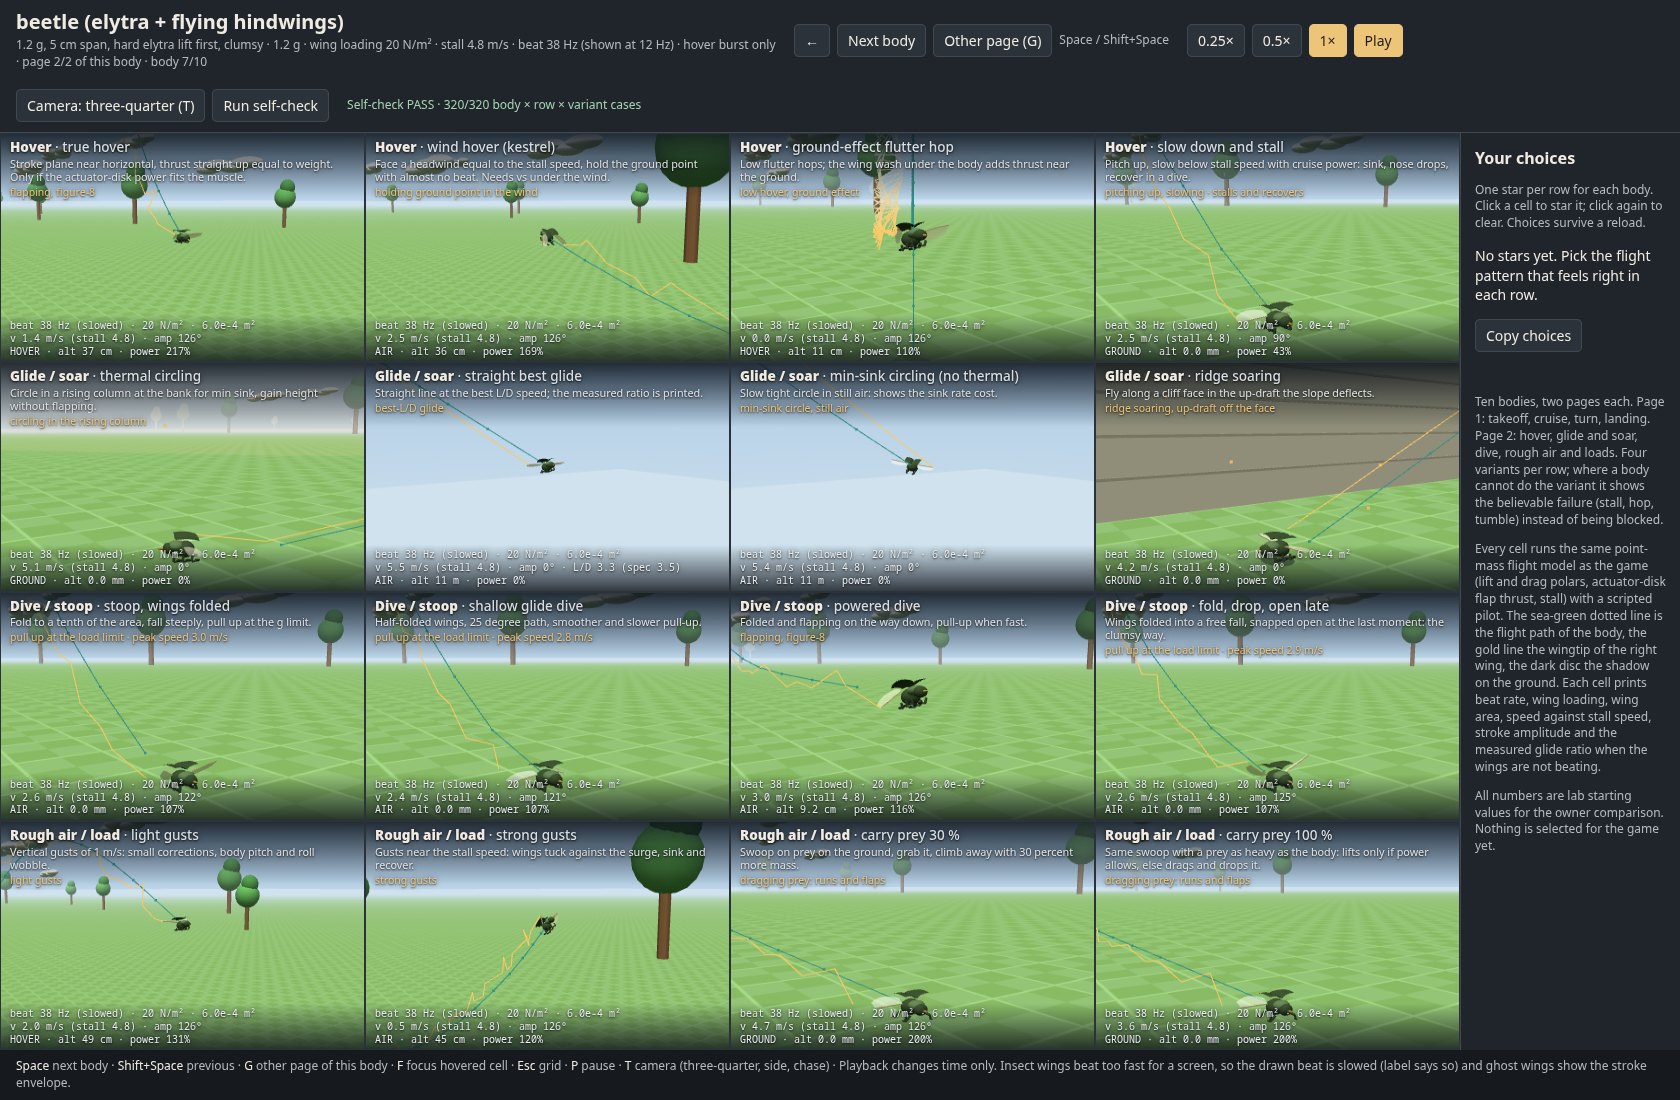 beetle (elytra + flying hindwings)
1.2 g, 5 cm span, hard elytra lift first, clumsy · 1.2 g · wing loading 20 N/m² · stall 4.8 m/s · beat 38 Hz (shown at 12 Hz) · hover burst only
· page 2/2 of this body · body 7/10
← Next body Other page (G) Space / Shift+Space 0.25× 0.5× 1× Play
Camera: three-quarter (T) Run self-check Self-check PASS · 320/320 body × row × variant cases
Hover · true hover
Stroke plane near horizontal, thrust straight up equal to weight.
Only if the actuator-disk power fits the muscle.
flapping, figure-8
beat 38 Hz (slowed) · 20 N/m² · 6.0e-4 m²
v 1.4 m/s (stall 4.8) · amp 126°
HOVER · alt 37 cm · power 217%
Hover · wind hover (kestrel)
Face a headwind equal to the stall speed, hold the ground point
with almost no beat. Needs vs under the wind.
holding ground point in the wind
beat 38 Hz (slowed) · 20 N/m² · 6.0e-4 m²
v 2.5 m/s (stall 4.8) · amp 126°
AIR · alt 36 cm · power 169%
Hover · ground-effect flutter hop
Low flutter hops; the wing wash under the body adds thrust near
the ground.
low hover, ground effect
beat 38 Hz (slowed) · 20 N/m² · 6.0e-4 m²
v 0.0 m/s (stall 4.8) · amp 126°
HOVER · alt 11 cm · power 110%
Hover · slow down and stall
Pitch up, slow below stall speed with cruise power: sink, nose drops,
recover in a dive.
pitching up, slowing · stalls and recovers
beat 38 Hz (slowed) · 20 N/m² · 6.0e-4 m²
v 2.5 m/s (stall 4.8) · amp 90°
GROUND · alt 0.0 mm · power 43%
Glide / soar · thermal circling
Circle in a rising column at the bank for min sink, gain height
without flapping.
circling in the rising column
beat 38 Hz (slowed) · 20 N/m² · 6.0e-4 m²
v 5.1 m/s (stall 4.8) · amp 0°
GROUND · alt 0.0 mm · power 0%
Glide / soar · straight best glide
Straight line at the best L/D speed; the measured ratio is printed.
best-L/D glide
beat 38 Hz (slowed) · 20 N/m² · 6.0e-4 m²
v 5.5 m/s (stall 4.8) · amp 0° · L/D 3.3 (spec 3.5)
AIR · alt 11 m · power 0%
Glide / soar · min-sink circling (no thermal)
Slow tight circle in still air: shows the sink rate cost.
min-sink circle, still air
beat 38 Hz (slowed) · 20 N/m² · 6.0e-4 m²
v 5.4 m/s (stall 4.8) · amp 0°
AIR · alt 11 m · power 0%
Glide / soar · ridge soaring
Fly along a cliff face in the up-draft the slope deflects.
ridge soaring, up-draft off the face
beat 38 Hz (slowed) · 20 N/m² · 6.0e-4 m²
v 4.2 m/s (stall 4.8) · amp 0°
GROUND · alt 0.0 mm · power 0%
Dive / stoop · stoop, wings folded
Fold to a tenth of the area, fall steeply, pull up at the g limit.
pull up at the load limit · peak speed 3.0 m/s
beat 38 Hz (slowed) · 20 N/m² · 6.0e-4 m²
v 2.6 m/s (stall 4.8) · amp 122°
AIR · alt 0.0 mm · power 107%
Dive / stoop · shallow glide dive
Half-folded wings, 25 degree path, smoother and slower pull-up.
pull up at the load limit · peak speed 2.8 m/s
beat 38 Hz (slowed) · 20 N/m² · 6.0e-4 m²
v 2.4 m/s (stall 4.8) · amp 121°
AIR · alt 0.0 mm · power 107%
Dive / stoop · powered dive
Folded and flapping on the way down, pull-up when fast.
flapping, figure-8
beat 38 Hz (slowed) · 20 N/m² · 6.0e-4 m²
v 3.0 m/s (stall 4.8) · amp 126°
AIR · alt 9.2 cm · power 116%
Dive / stoop · fold, drop, open late
Wings folded into a free fall, snapped open at the last moment: the
clumsy way.
pull up at the load limit · peak speed 2.9 m/s
beat 38 Hz (slowed) · 20 N/m² · 6.0e-4 m²
v 2.6 m/s (stall 4.8) · amp 125°
AIR · alt 0.0 mm · power 107%
Rough air / load · light gusts
Vertical gusts of 1 m/s: small corrections, body pitch and roll
wobble.
light gusts
beat 38 Hz (slowed) · 20 N/m² · 6.0e-4 m²
v 2.0 m/s (stall 4.8) · amp 126°
HOVER · alt 49 cm · power 131%
Rough air / load · strong gusts
Gusts near the stall speed: wings tuck against the surge, sink and
recover.
strong gusts
beat 38 Hz (slowed) · 20 N/m² · 6.0e-4 m²
v 0.5 m/s (stall 4.8) · amp 126°
AIR · alt 45 cm · power 120%
Rough air / load · carry prey 30 %
Swoop on prey on the ground, grab it, climb away with 30 percent
more mass.
dragging prey: runs and flaps
beat 38 Hz (slowed) · 20 N/m² · 6.0e-4 m²
v 4.7 m/s (stall 4.8) · amp 126°
GROUND · alt 0.0 mm · power 200%
Rough air / load · carry prey 100 %
Same swoop with a prey as heavy as the body: lifts only if power
allows, else drags and drops it.
dragging prey: runs and flaps
beat 38 Hz (slowed) · 20 N/m² · 6.0e-4 m²
v 3.6 m/s (stall 4.8) · amp 126°
GROUND · alt 0.0 mm · power 200%
Your choices
One star per row for each body.
Click a cell to star it; click again to
clear. Choices survive a reload.
No stars yet. Pick the flight
pattern that feels right in
each row.
Copy choices
Ten bodies, two pages each. Page
1: takeoff, cruise, turn, landing.
Page 2: hover, glide and soar,
dive, rough air and loads. Four
variants per row; where a body
cannot do the variant it shows
the believable failure (stall, hop,
tumble) instead of being blocked.
Every cell runs the same point-
mass flight model as the game
(lift and drag polars, actuator-disk
flap thrust, stall) with a scripted
pilot. The sea-green dotted line is
the flight path of the body, the
gold line the wingtip of the right
wing, the dark disc the shadow
on the ground. Each cell prints
beat rate, wing loading, wing
area, speed against stall speed,
stroke amplitude and the
measured glide ratio when the
wings are not beating.
All numbers are lab starting
values for the owner comparison.
Nothing is selected for the game
yet.
Space next body · Shift+Space previous · G other page of this body · F focus hovered cell · Esc grid · P pause · T camera (three-quarter, side, chase) · Playback changes time only. Insect wings beat too fast for a screen, so the drawn beat is slowed (label says so) and ghost wings show the stroke
envelope.